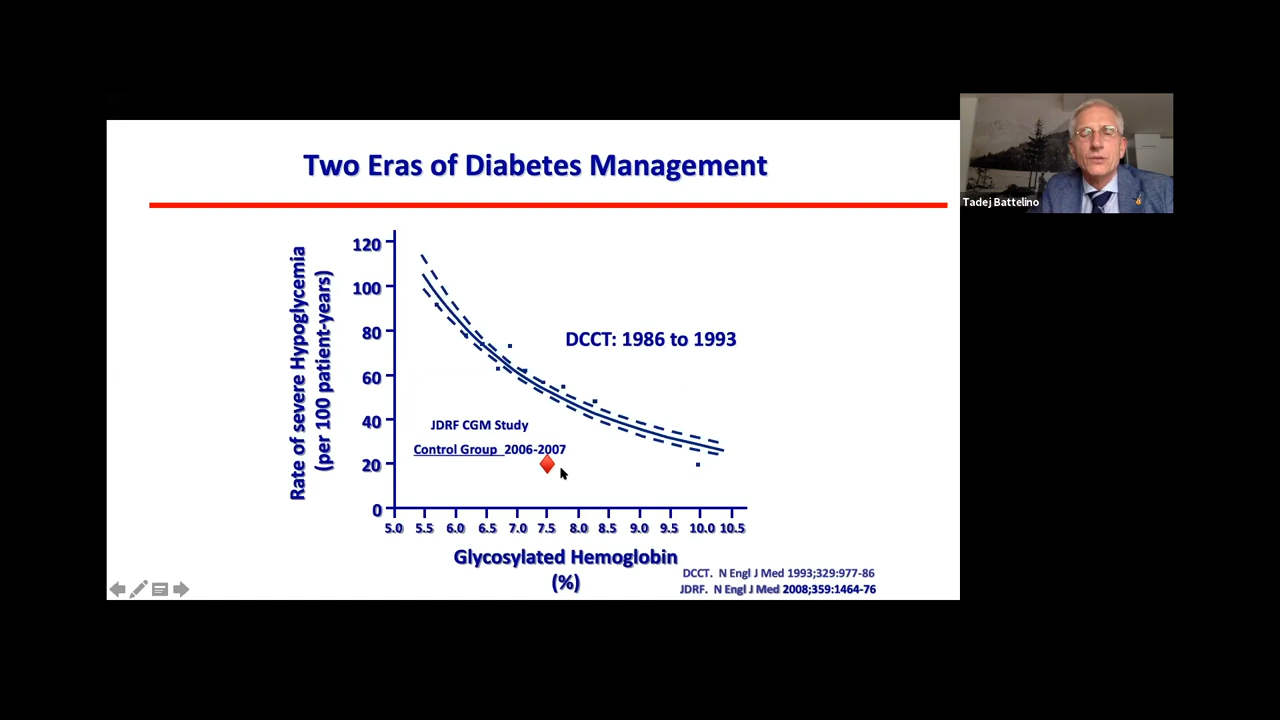 Two Eras of Diabetes Management
Tadej Battelino
Rate of severe Hypoglycemia
(per 100 patient-years)
120
100
80
60
40
20
0
DCCT: 1986 to 1993
JDRF CGM Study
Control Group 2006-2007
5.0 5.5 6.0 6.5 7.0 7.5 8.0 8.5 9.0 9.5 10.0 10.5
Glycosylated Hemoglobin
(%)
DCCT. N Engl J Med 1993;329:977-86
JDRF. N Engl J Med 2008;359:1464-76